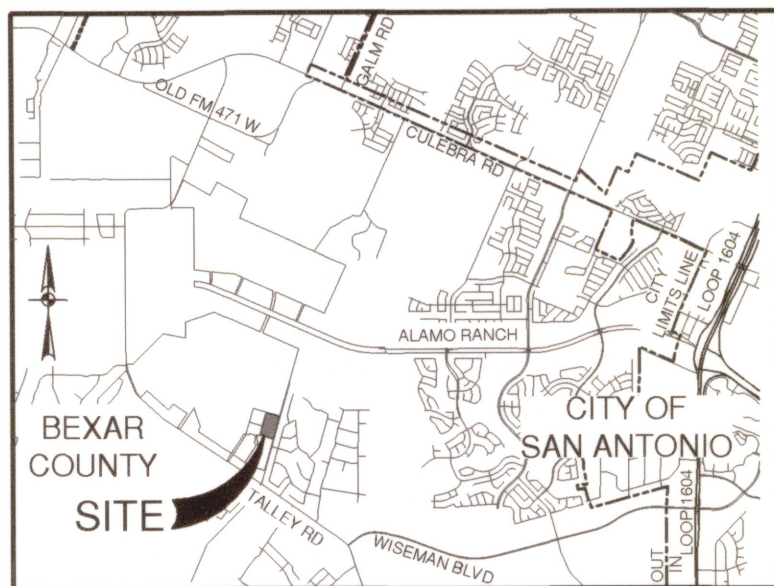 GALM RD
OLD FM 471 W
CULEBRA RD
CITY
LIMITS LINE
LOOP 1604
ALAMO RANCH
BEXAR
COUNTY
CITY OF
SAN ANTONIO
SITE
TALLEY RD
WISEMAN BLVD
OUT
IN
LOOP 1604